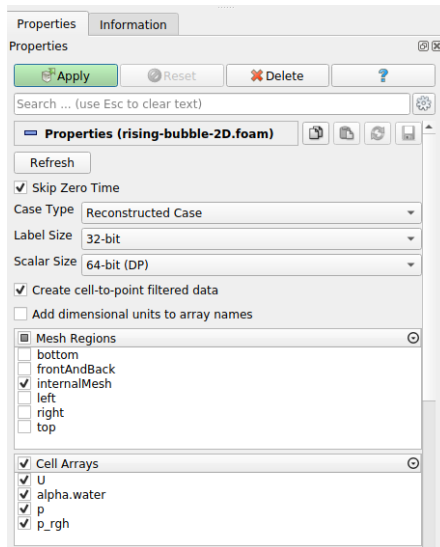 Properties Information
Properties
Apply Reset Delete ?
Search ... (use Esc to clear text)
Properties (rising-bubble-2D.foam)
Refresh
Skip Zero Time
Case Type Reconstructed Case
Label Size 32-bit
Scalar Size 64-bit (DP)
Create cell-to-point filtered data
Add dimensional units to array names
Mesh Regions
bottom
frontAndBack
internalMesh
left
right
top
Cell Arrays
U
alpha.water
p
p_rgh